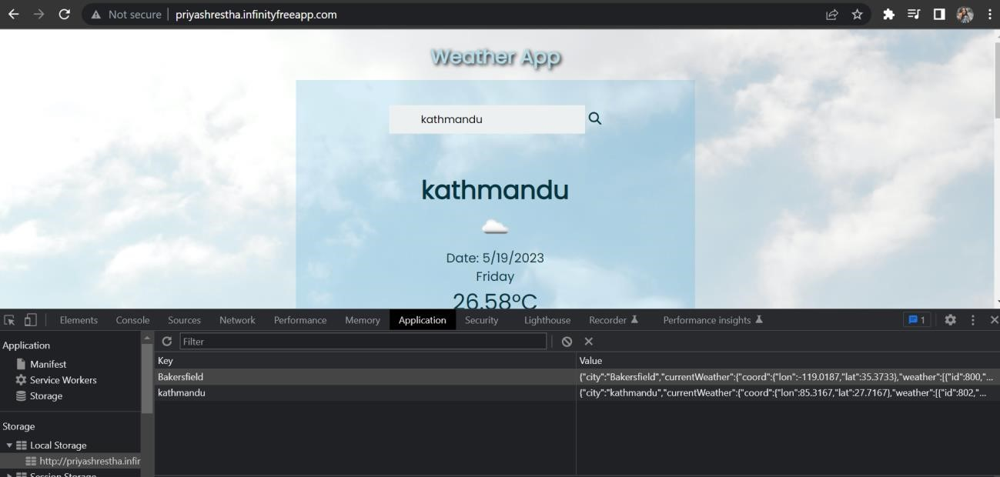 Not secure priyashrestha.infinityfreeapp.com
Weather App
kathmandu
kathmandu
Date: 5/19/2023
Friday
26.58°C
Elements Console Sources Network Performance Memory Application Security Lighthouse Recorder Performance insights 1
Application
Manifest
Service Workers
Storage
Storage
Local Storage
http://priyashrestha.infir
Session Storage
Filter
Key Value
Bakersfield {"city":"Bakersfield","currentWeather":{"coord":{"lon":-119.0187,"lat":35.3733},"weather":[{"id":800,"...
kathmandu {"city":"kathmandu","currentWeather":{"coord":{"lon":85.3167,"lat":27.7167},"weather":[{"id":802,"...